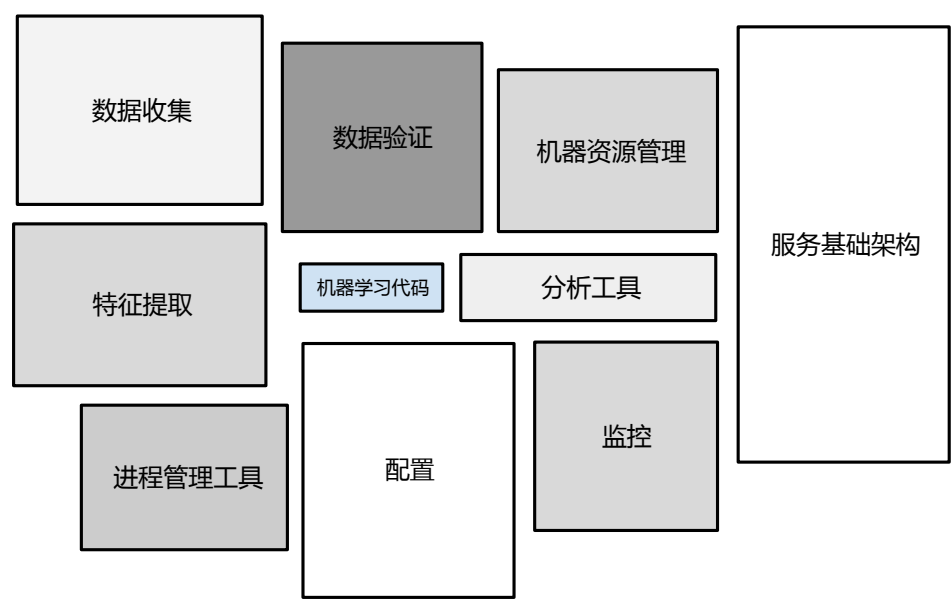 数据收集
数据验证
机器资源管理
服务基础架构
特征提取
机器学习代码
分析工具
进程管理工具
配置
监控